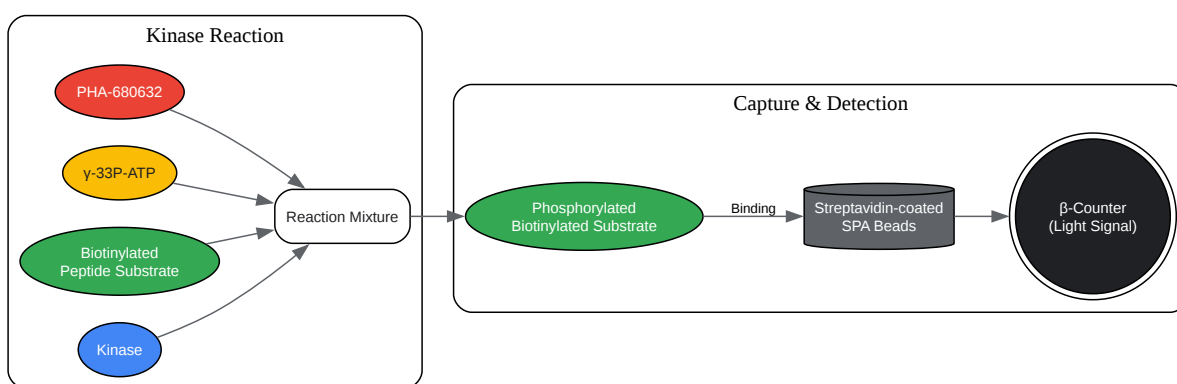 Kinase Reaction
PHA-680632
γ-33P-ATP
Biotinylated
Peptide Substrate
Kinase
Reaction Mixture
Capture & Detection
Phosphorylated
Biotinylated Substrate
Binding
Streptavidin-coated
SPA Beads
β-Counter
(Light Signal)